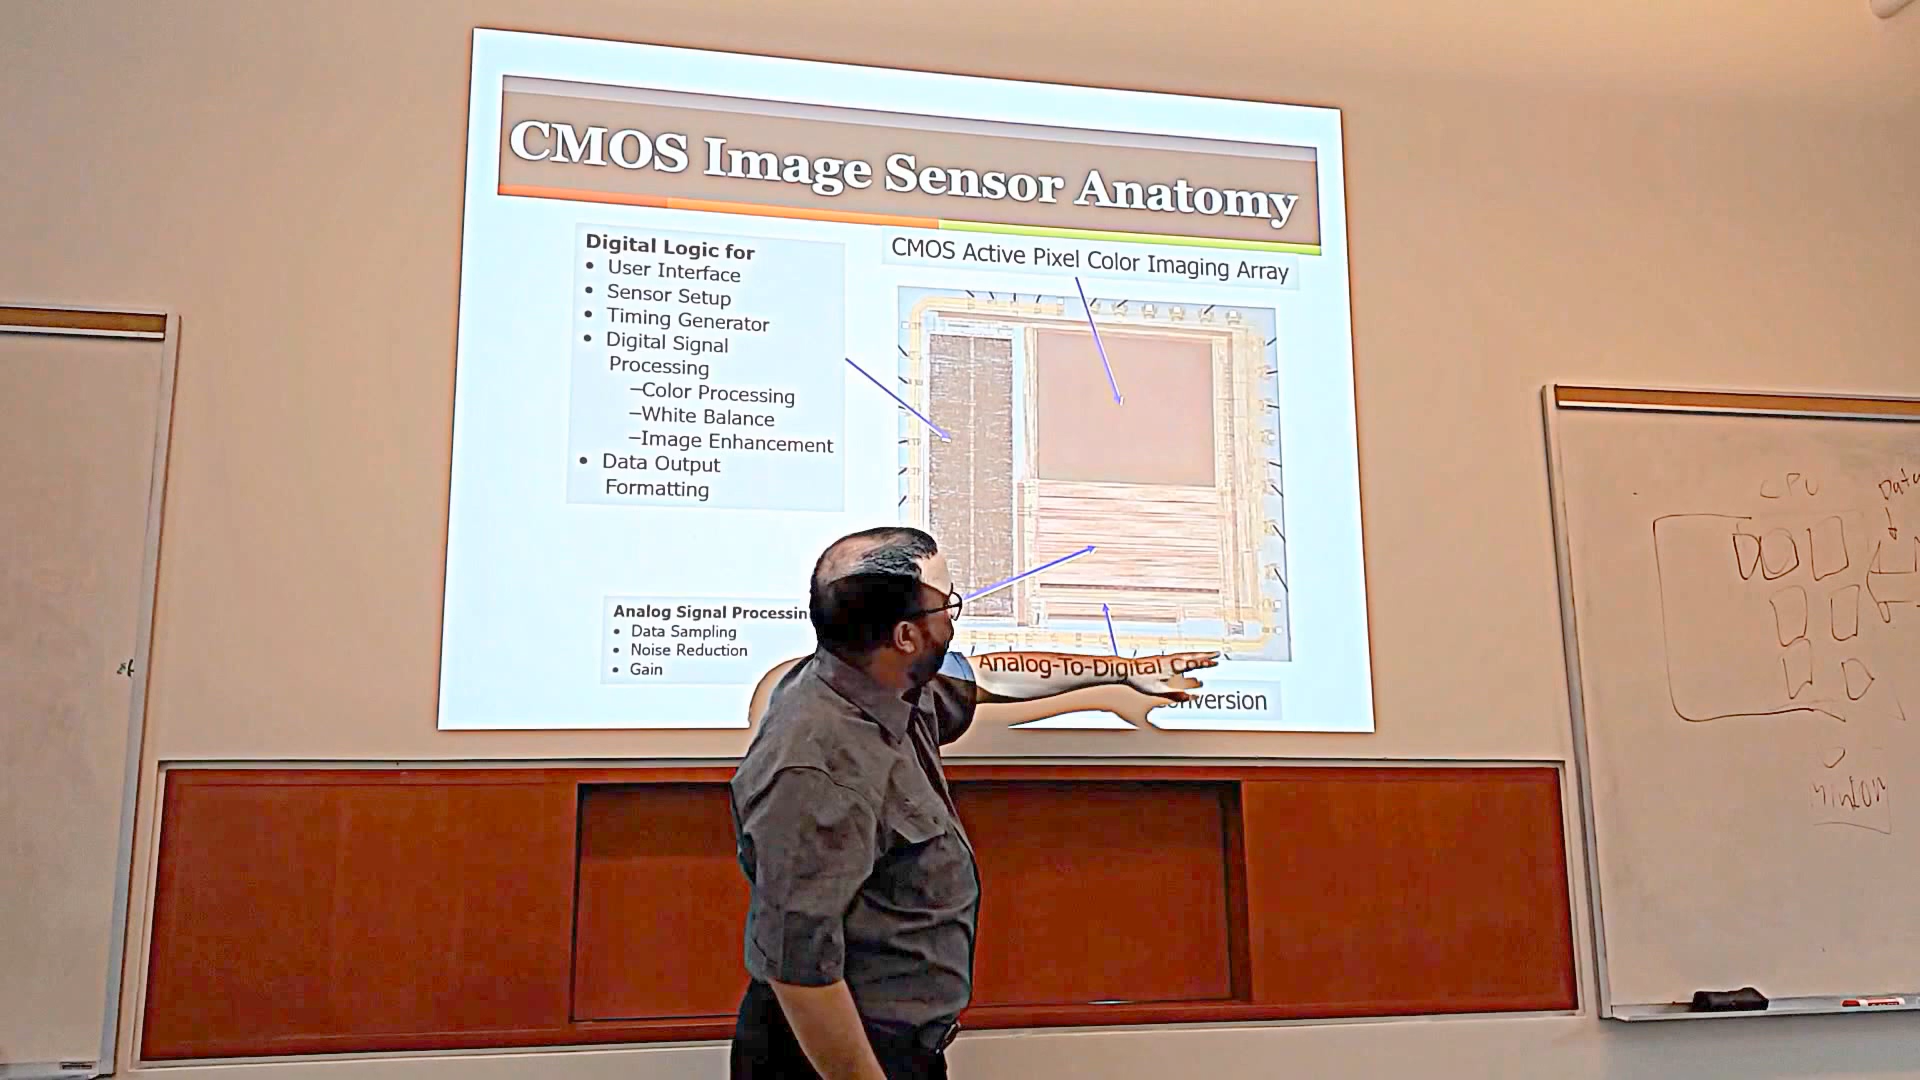 CMOS Image Sensor Anatomy
Digital Logic for
• User Interface
• Sensor Setup
• Timing Generator
• Digital Signal
Processing
–Color Processing
–White Balance
–Image Enhancement
• Data Output
Formatting
CMOS Active Pixel Color Imaging Array
Analog Signal Processin
• Data Sampling
• Noise Reduction
• Gain
Analog-To-Digital Con
onversion
CPU
Data